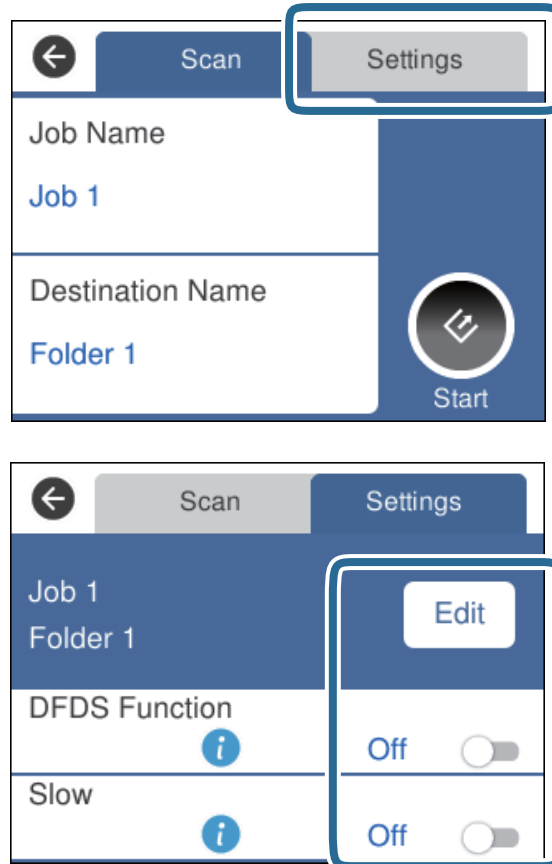 Scan
Settings
Job Name
Job 1
Destination Name
Folder 1
Start
Scan
Settings
Job 1
Folder 1
Edit
DFDS Function
i
Off
Slow
i
Off